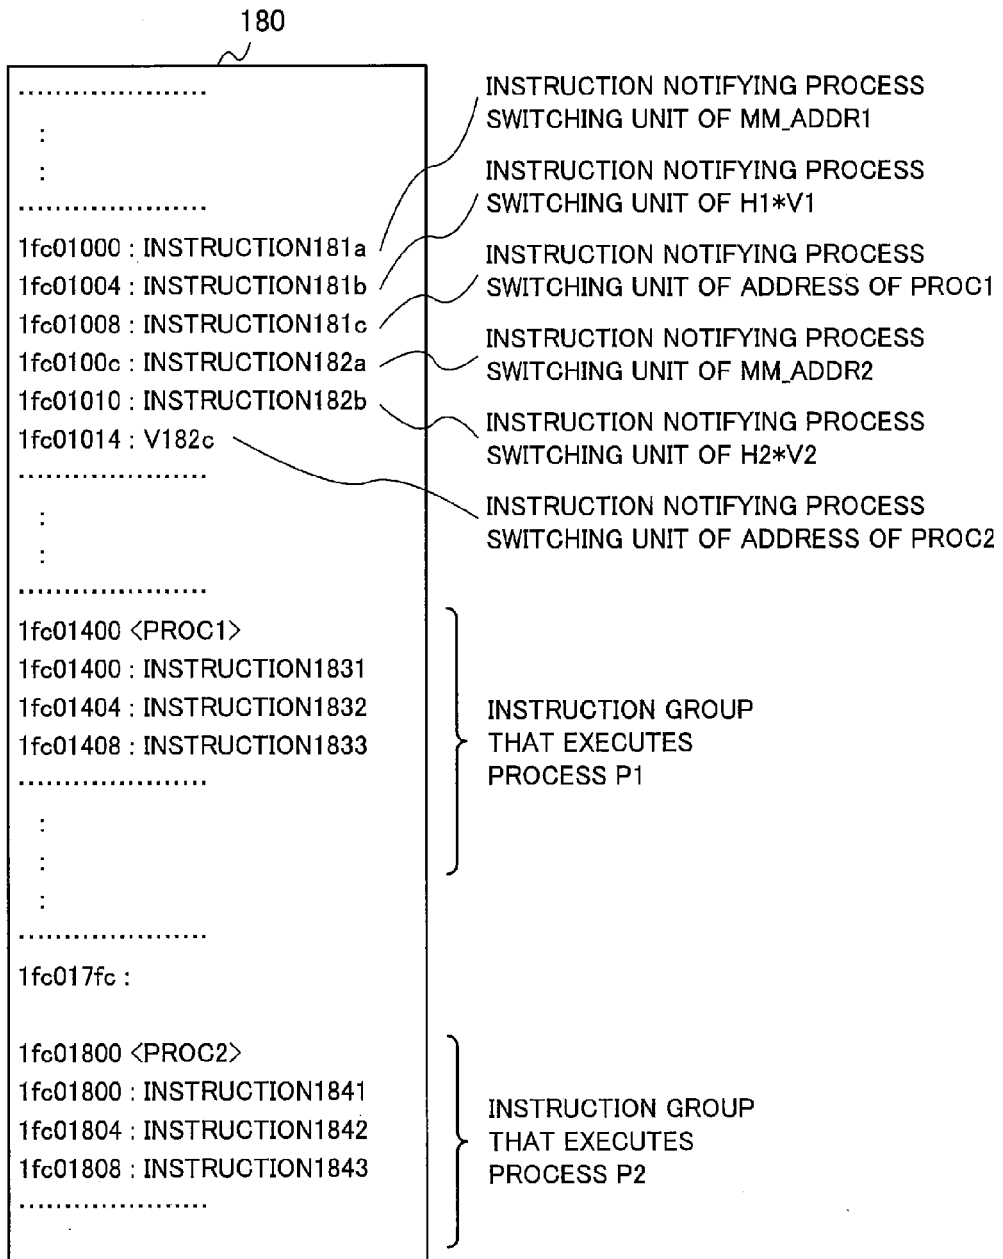 180
.....................
:
:
.....................
1fc01000 : INSTRUCTION181a
1fc01004 : INSTRUCTION181b
1fc01008 : INSTRUCTION181c
1fc0100c : INSTRUCTION182a
1fc01010 : INSTRUCTION182b
1fc01014 : V182c
.....................
:
:
.....................
1fc01400 <PROC1>
1fc01400 : INSTRUCTION1831
1fc01404 : INSTRUCTION1832
1fc01408 : INSTRUCTION1833
.....................
:
:
:
.....................
1fc017fc :
1fc01800 <PROC2>
1fc01800 : INSTRUCTION1841
1fc01804 : INSTRUCTION1842
1fc01808 : INSTRUCTION1843
.....................
INSTRUCTION NOTIFYING PROCESS
SWITCHING UNIT OF MM_ADDR1
INSTRUCTION NOTIFYING PROCESS
SWITCHING UNIT OF H1*V1
INSTRUCTION NOTIFYING PROCESS
SWITCHING UNIT OF ADDRESS OF PROC1
INSTRUCTION NOTIFYING PROCESS
SWITCHING UNIT OF MM_ADDR2
INSTRUCTION NOTIFYING PROCESS
SWITCHING UNIT OF H2*V2
INSTRUCTION NOTIFYING PROCESS
SWITCHING UNIT OF ADDRESS OF PROC2
INSTRUCTION GROUP
THAT EXECUTES
PROCESS P1
INSTRUCTION GROUP
THAT EXECUTES
PROCESS P2